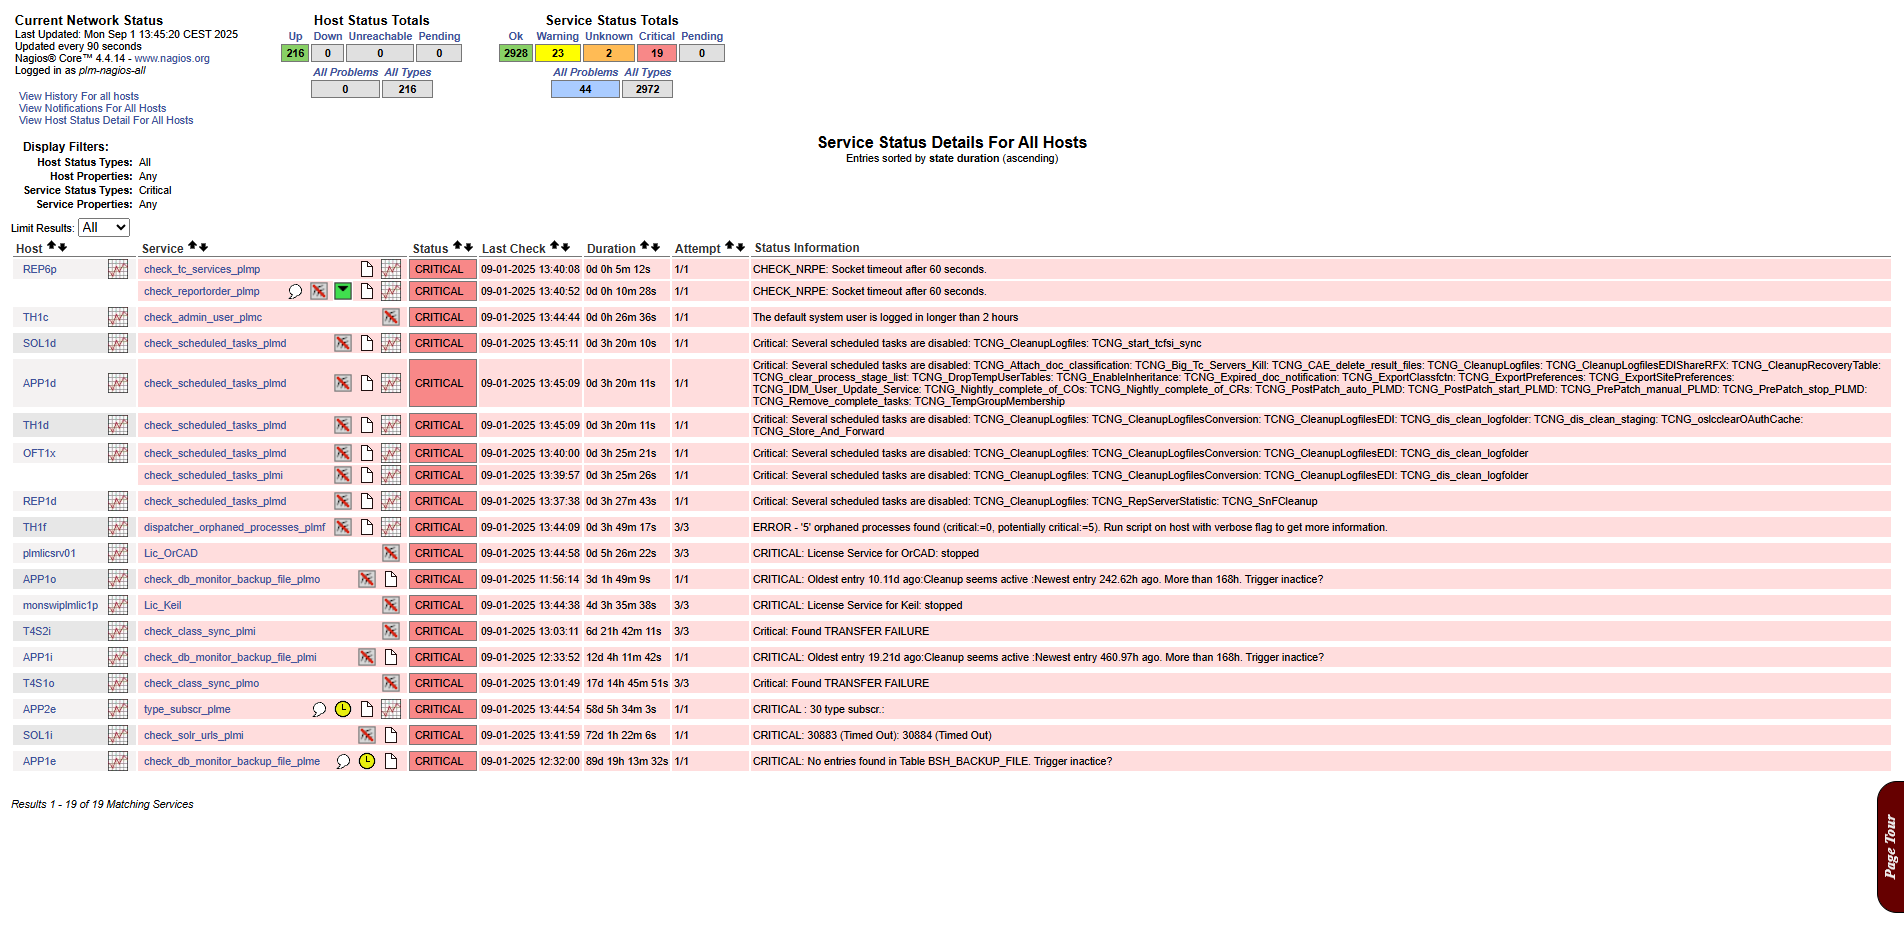 Current Network Status
Last Updated: Mon Sep 1 13:45:20 CEST 2025
Updated every 90 seconds
Nagios® Core™ 4.4.14 - www.nagios.org
Logged in as plm-nagios-all
View History For all hosts
View Notifications For All Hosts
View Host Status Detail For All Hosts
Host Status Totals
Up Down Unreachable Pending
216 0 0 0
All Problems All Types
0 216
Service Status Totals
Ok Warning Unknown Critical Pending
2928 23 2 19 0
All Problems All Types
44 2972
Display Filters:
Host Status Types: All
Host Properties: Any
Service Status Types: Critical
Service Properties: Any
Service Status Details For All Hosts
Entries sorted by state duration (ascending)
Limit Results: All
Host Service Status Last Check Duration Attempt Status Information
REP6p check_tc_services_plmp CRITICAL 09-01-2025 13:40:08 0d 0h 5m 12s 1/1 CHECK_NRPE: Socket timeout after 60 seconds.
check_reportorder_plmp CRITICAL 09-01-2025 13:40:52 0d 0h 10m 28s 1/1 CHECK_NRPE: Socket timeout after 60 seconds.
TH1c check_admin_user_plmc CRITICAL 09-01-2025 13:44:44 0d 0h 26m 36s 1/1 The default system user is logged in longer than 2 hours
SOL1d check_scheduled_tasks_plmd CRITICAL 09-01-2025 13:45:11 0d 3h 20m 10s 1/1 Critical: Several scheduled tasks are disabled: TCNG_CleanupLogfiles: TCNG_start_tcfsi_sync
APP1d check_scheduled_tasks_plmd CRITICAL 09-01-2025 13:45:09 0d 3h 20m 11s 1/1 Critical: Several scheduled tasks are disabled: TCNG_Attach_doc_classification: TCNG_Big_Tc_Servers_Kill: TCNG_CAE_delete_result_files: TCNG_CleanupLogfiles: TCNG_CleanupLogfilesEDIShareRFX: TCNG_CleanupRecoveryTable:
TCNG_clear_process_stage_list: TCNG_DropTempUserTables: TCNG_EnableInheritance: TCNG_Expired_doc_notification: TCNG_ExportClassfctn: TCNG_ExportPreferences: TCNG_ExportSitePreferences:
TCNG_IDM_User_Update_Service: TCNG_Nightly_complete_of_COs: TCNG_Nightly_complete_of_CRs: TCNG_PostPatch_auto_PLMD: TCNG_PostPatch_start_PLMD: TCNG_PrePatch_manual_PLMD: TCNG_PrePatch_stop_PLMD:
TCNG_Remove_complete_tasks: TCNG_TempGroupMembership
TH1d check_scheduled_tasks_plmd CRITICAL 09-01-2025 13:45:09 0d 3h 20m 11s 1/1 Critical: Several scheduled tasks are disabled: TCNG_CleanupLogfiles: TCNG_CleanupLogfilesConversion: TCNG_CleanupLogfilesEDI: TCNG_dis_clean_logfolder: TCNG_dis_clean_staging: TCNG_oslcclearOAuthCache:
TCNG_Store_And_Forward
OFT1x check_scheduled_tasks_plmd CRITICAL 09-01-2025 13:40:00 0d 3h 25m 21s 1/1 Critical: Several scheduled tasks are disabled: TCNG_CleanupLogfiles: TCNG_CleanupLogfilesConversion: TCNG_CleanupLogfilesEDI: TCNG_dis_clean_logfolder
check_scheduled_tasks_plmi CRITICAL 09-01-2025 13:39:57 0d 3h 25m 26s 1/1 Critical: Several scheduled tasks are disabled: TCNG_CleanupLogfiles: TCNG_CleanupLogfilesConversion: TCNG_CleanupLogfilesEDI: TCNG_dis_clean_logfolder
REP1d check_scheduled_tasks_plmd CRITICAL 09-01-2025 13:37:38 0d 3h 27m 43s 1/1 Critical: Several scheduled tasks are disabled: TCNG_CleanupLogfiles: TCNG_RepServerStatistic: TCNG_SnFCleanup
TH1f dispatcher_orphaned_processes_plmf CRITICAL 09-01-2025 13:44:09 0d 3h 49m 17s 3/3 ERROR - '5' orphaned processes found (critical:=0, potentially critical:=5). Run script on host with verbose flag to get more information.
plmlicsrv01 Lic_OrCAD CRITICAL 09-01-2025 13:44:58 0d 5h 26m 22s 3/3 CRITICAL: License Service for OrCAD: stopped
APP1o check_db_monitor_backup_file_plmo CRITICAL 09-01-2025 11:56:14 3d 1h 49m 9s 1/1 CRITICAL: Oldest entry 10.11d ago:Cleanup seems active :Newest entry 242.62h ago. More than 168h. Trigger inactice?
monswiplmlic1p Lic_Keil CRITICAL 09-01-2025 13:44:38 4d 3h 35m 38s 3/3 CRITICAL: License Service for Keil: stopped
T4S2i check_class_sync_plmi CRITICAL 09-01-2025 13:03:11 6d 21h 42m 11s 3/3 Critical: Found TRANSFER FAILURE
APP1i check_db_monitor_backup_file_plmi CRITICAL 09-01-2025 12:33:52 12d 4h 11m 42s 1/1 CRITICAL: Oldest entry 19.21d ago:Cleanup seems active :Newest entry 460.97h ago. More than 168h. Trigger inactice?
T4S1o check_class_sync_plmo CRITICAL 09-01-2025 13:01:49 17d 14h 45m 51s 3/3 Critical: Found TRANSFER FAILURE
APP2e type_subscr_plme CRITICAL 09-01-2025 13:44:54 58d 5h 34m 3s 1/1 CRITICAL : 30 type subscr.:
SOL1i check_solr_urls_plmi CRITICAL 09-01-2025 13:41:59 72d 1h 22m 6s 1/1 CRITICAL: 30883 (Timed Out): 30884 (Timed Out)
APP1e check_db_monitor_backup_file_plme CRITICAL 09-01-2025 12:32:00 89d 19h 13m 32s 1/1 CRITICAL: No entries found in Table BSH_BACKUP_FILE. Trigger inactice?
Results 1 - 19 of 19 Matching Services
Page Tour